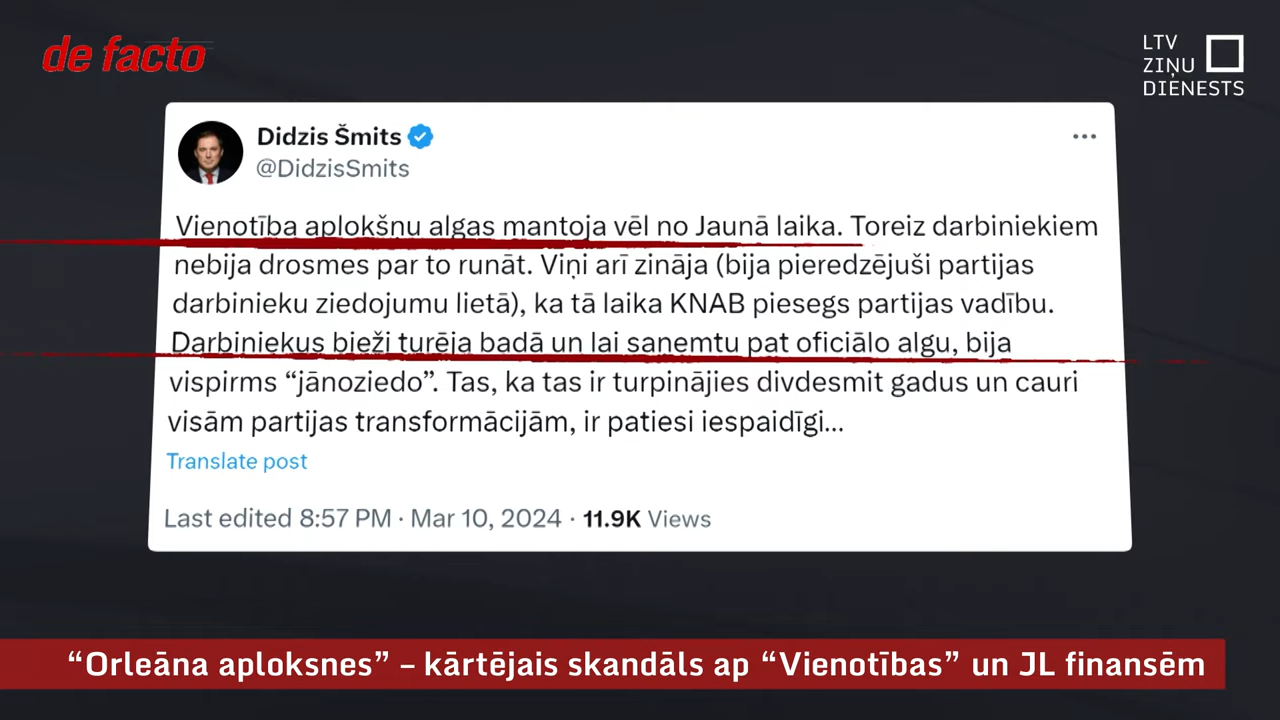 de facto
LTV
ZIŅU
DIENESTS
Didzis Šmits
@DidzisSmits
Vienotība aplokšņu algas mantoja vēl no Jaunā laika. Toreiz darbiniekiem
nebija drosmes par to runāt. Viņi arī zināja (bija pieredzējuši partijas
darbinieku ziedojumu lietā), ka tā laika KNAB piesegs partijas vadību.
Darbiniekus bieži turēja badā un lai saņemtu pat oficiālo algu, bija
vispirms “jānoziedo”. Tas, ka tas ir turpinājies divdesmit gadus un cauri
visām partijas transformācijām, ir patiesi iespaidīgi...
Translate post
Last edited 8:57 PM · Mar 10, 2024 · 11.9K Views
“Orleāna aploksnes” – kārtējais skandāls ap “Vienotības” un JL finansēm